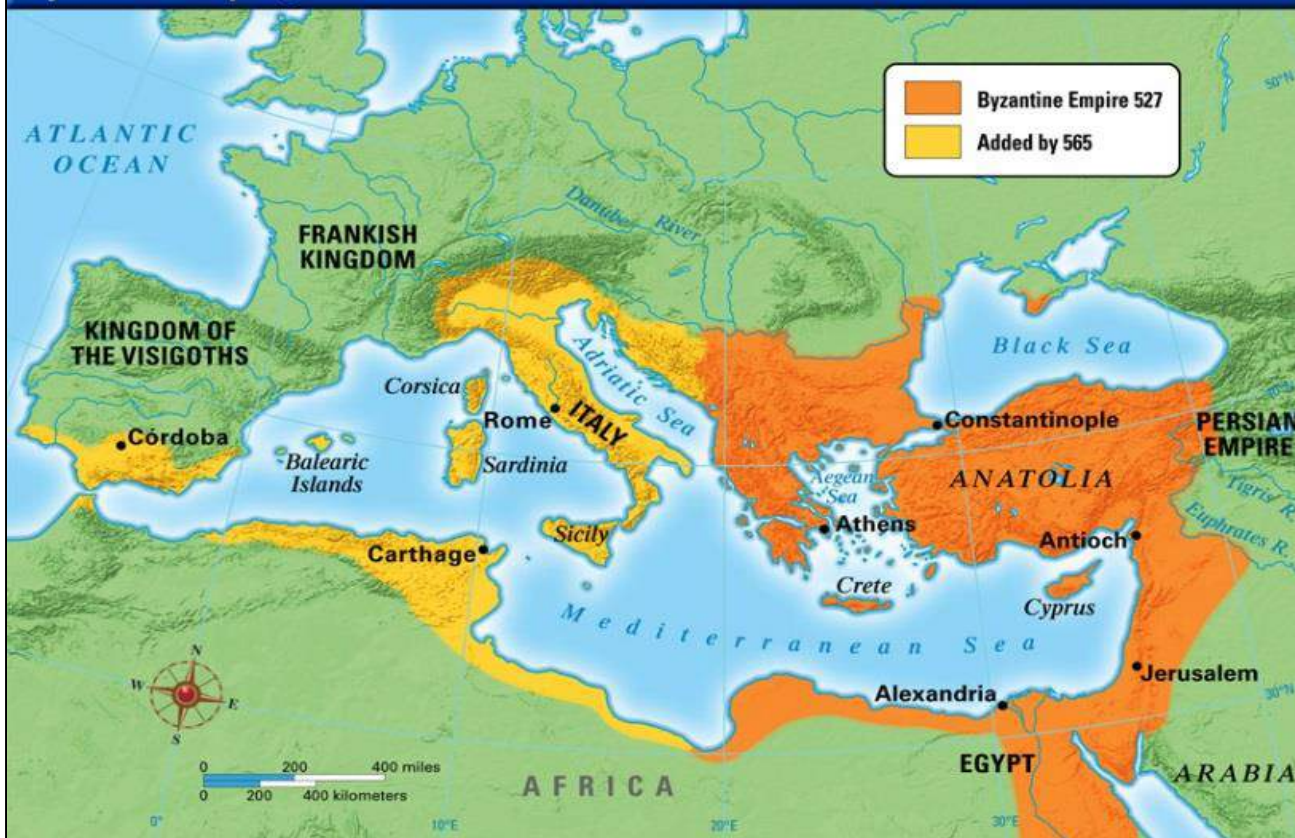 Byzantine Empire 527
Added by 565
50°N
ATLANTIC
OCEAN
Danube River
FRANKISH
KINGDOM
KINGDOM OF
THE VISIGOTHS
Black Sea
Adriatic Sea
Corsica
40°N
Rome
ITALY
Constantinople
PERSIAN
EMPIRE
Córdoba
Balearic
Islands
Sardinia
Aegean
Sea
ANATOLIA
Tigris R.
Euphrates R.
Athens
Carthage
Sicily
Antioch
Crete
Cyprus
Mediterranean Sea
Jerusalem
Alexandria
30°N
N
W
E
S
EGYPT
ARABIA
AFRICA
0 200 400 miles
0 200 400 kilometers
0°
10°E
20°E
30°E